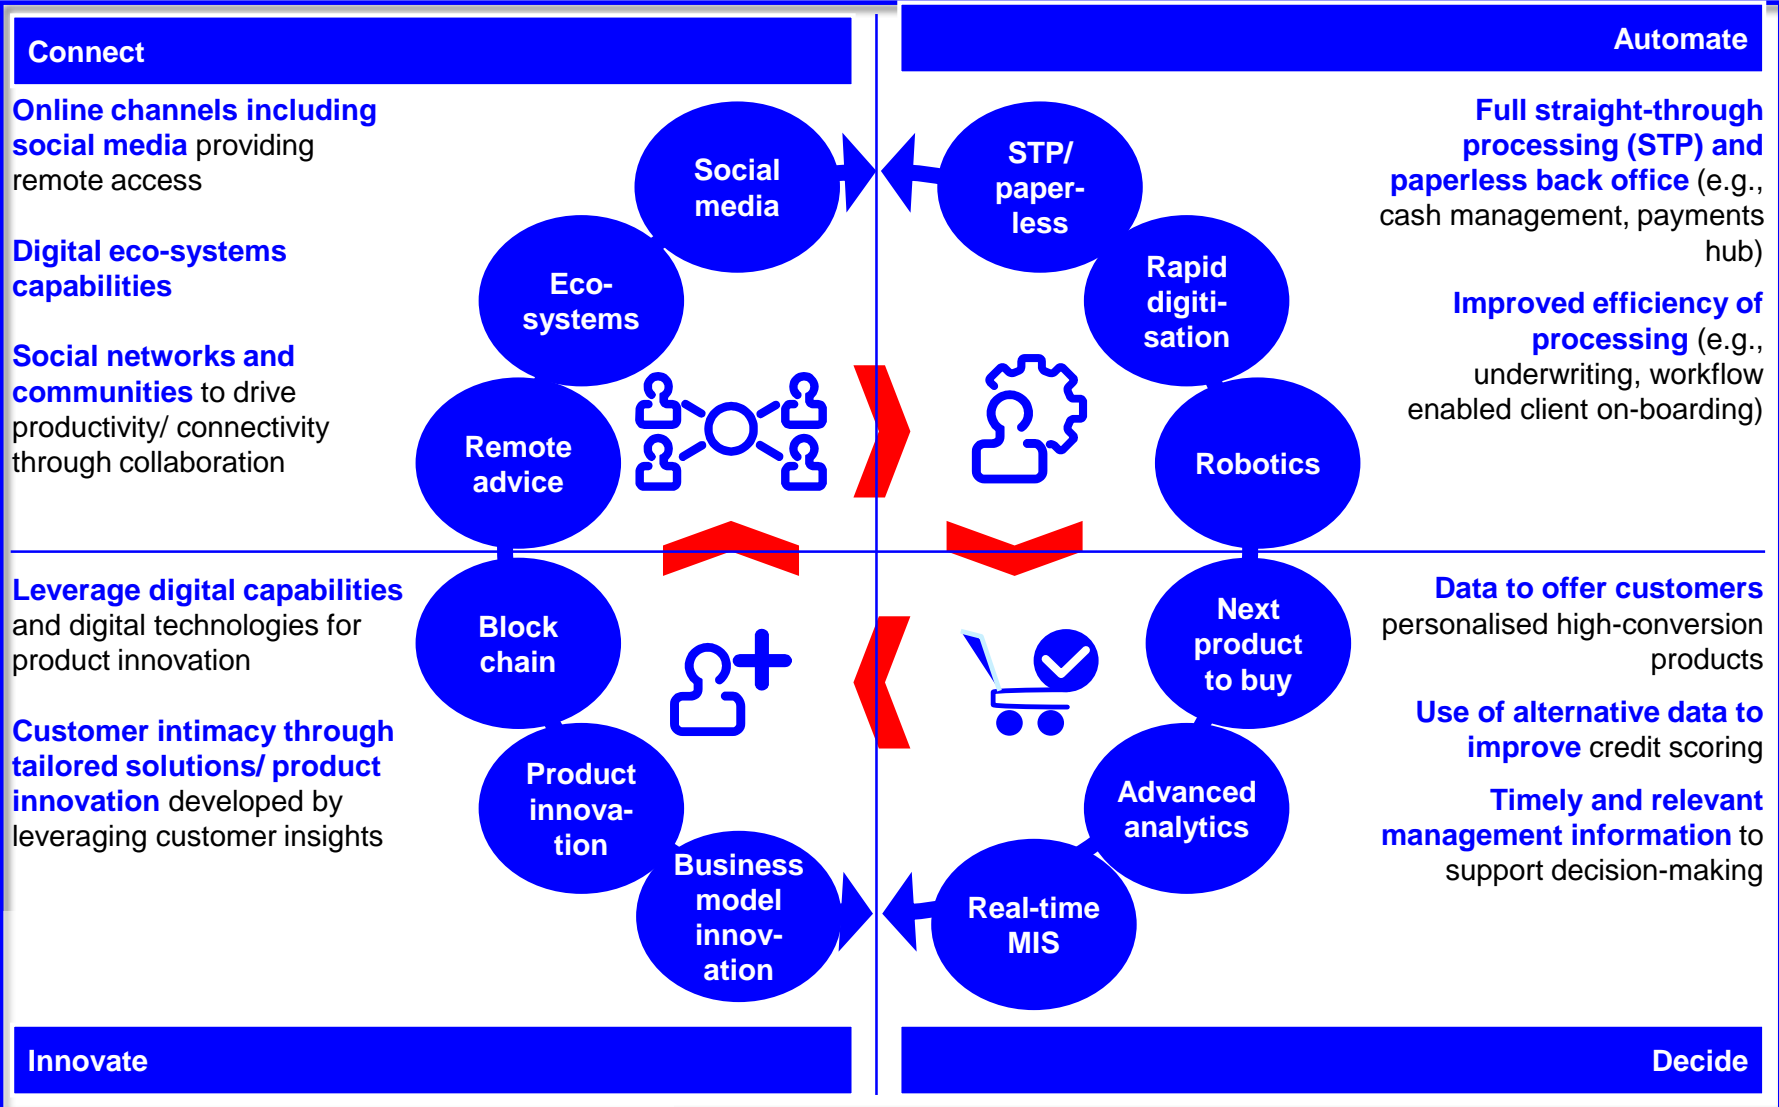 Connect
Automate
Online channels including
social media providing
remote access
Digital eco-systems
capabilities
Social networks and
communities to drive
productivity/ connectivity
through collaboration
Social
media
Eco-
systems
Remote
advice
STP/
paper-
less
Rapid
digiti-
sation
Robotics
Full straight-through
processing (STP) and
paperless back office (e.g.,
cash management, payments
hub)
Improved efficiency of
processing (e.g.,
underwriting, workflow
enabled client on-boarding)
Leverage digital capabilities
and digital technologies for
product innovation
Customer intimacy through
tailored solutions/ product
innovation developed by
leveraging customer insights
Block
chain
Product
innova-
tion
Business
model
innov-
ation
Next
product
to buy
Advanced
analytics
Real-time
MIS
Data to offer customers
personalised high-conversion
products
Use of alternative data to
improve credit scoring
Timely and relevant
management information to
support decision-making
Innovate
Decide